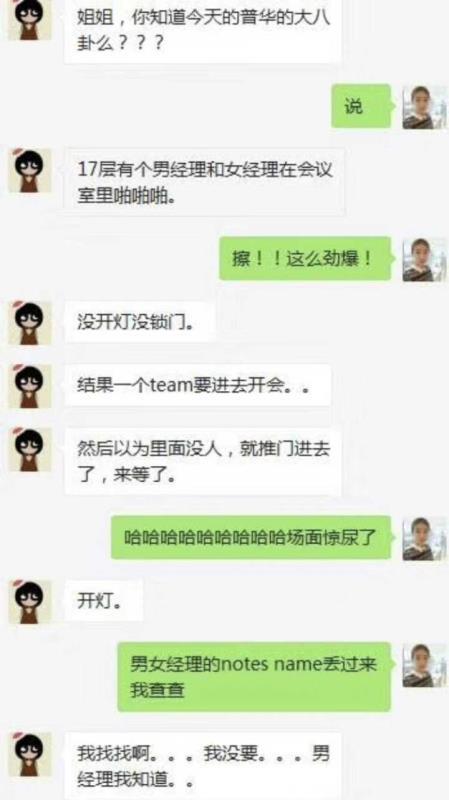 姐姐，你知道今天的普华的大八
卦么？？？
说
17层有个男经理和女经理在会议
室里啪啪啪。
擦！！这么劲爆！
没开灯没锁门。
结果一个team要进去开会。。
然后以为里面没人，就推门进去
了，来等了。
哈哈哈哈哈哈哈哈哈场面惊尿了
开灯。
男女经理的notes name丢过来
我查查
我找找啊。。。我没要。。。男
经理我知道。。